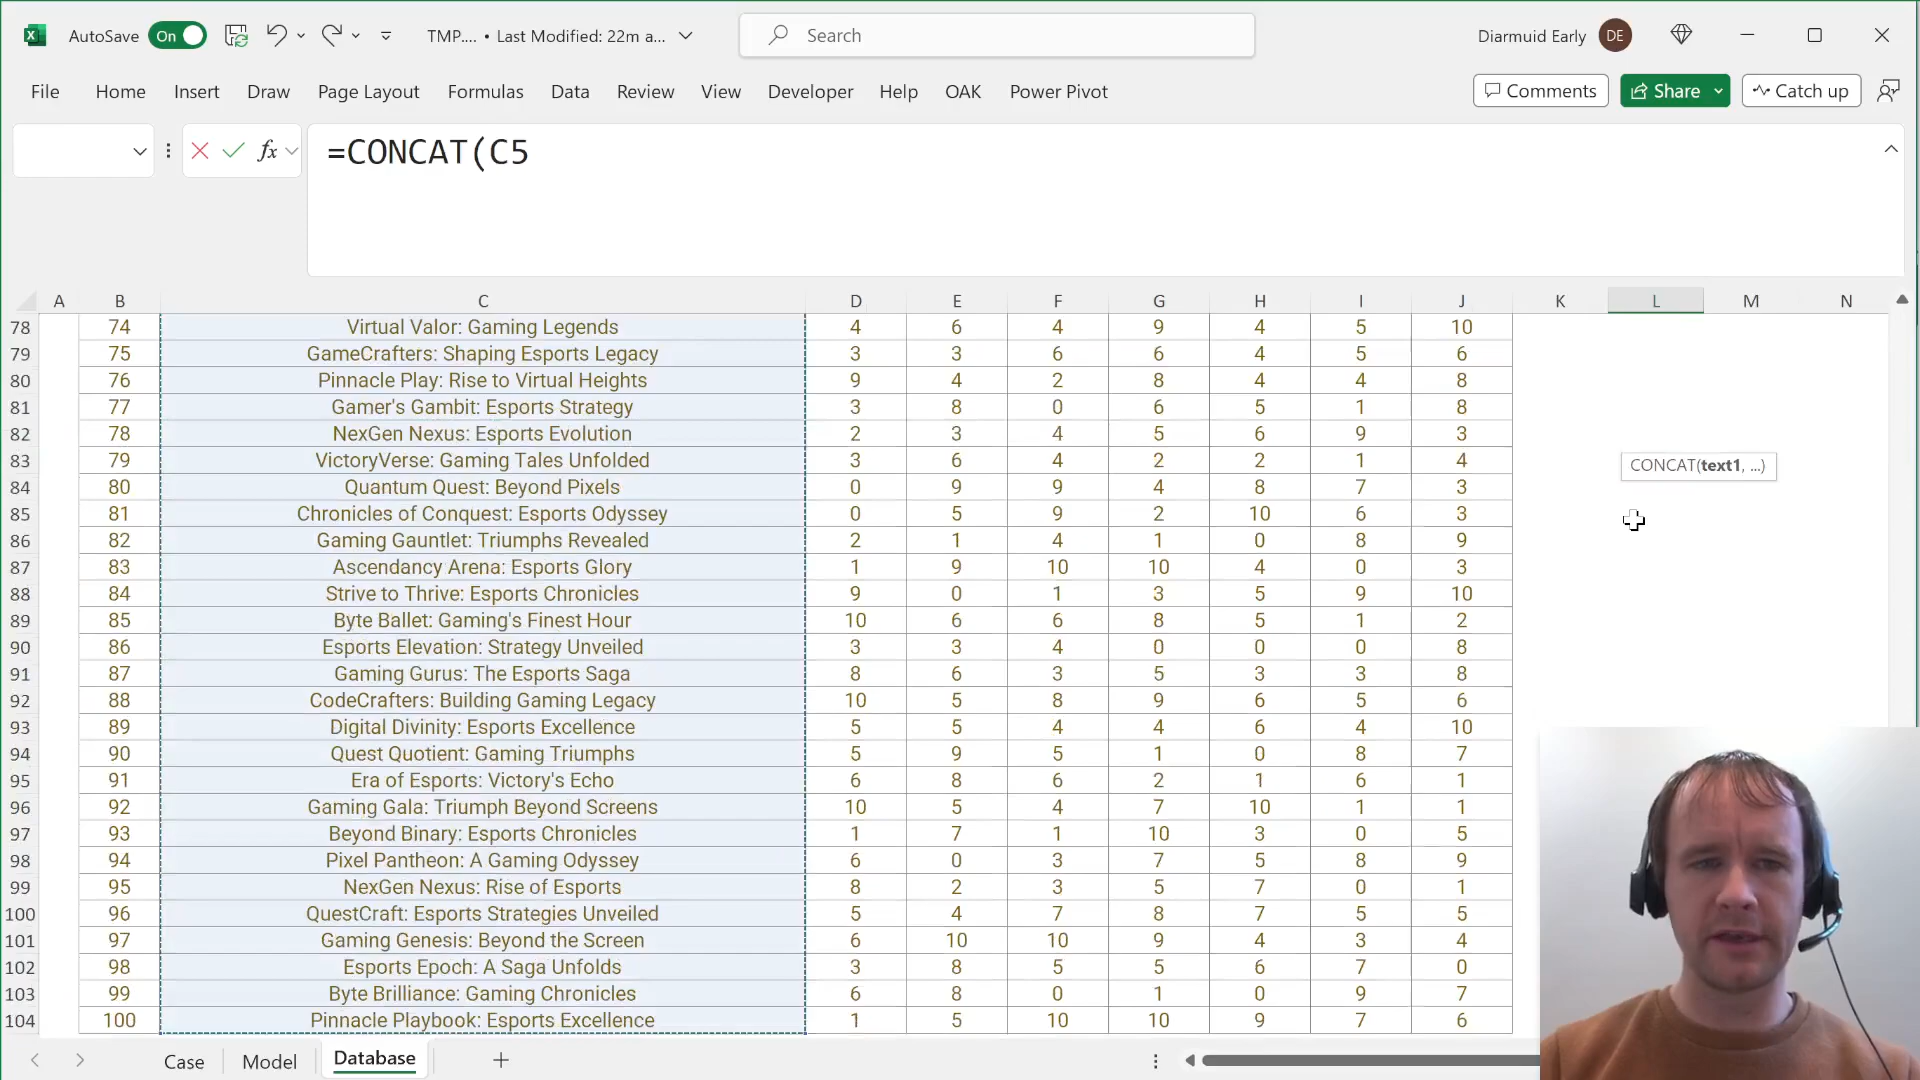 AutoSave On TMP.... • Last Modified: 22m a... Search Diarmuid Early DE
File Home Insert Draw Page Layout Formulas Data Review View Developer Help OAK Power Pivot Comments Share Catch up
fx =CONCAT(C5
A B C D E F G H I J K L M N
78 74 Virtual Valor: Gaming Legends 4 6 4 9 4 5 10
79 75 GameCrafters: Shaping Esports Legacy 3 3 6 6 4 5 6
80 76 Pinnacle Play: Rise to Virtual Heights 9 4 2 8 4 4 8
81 77 Gamer's Gambit: Esports Strategy 3 8 0 6 5 1 8
82 78 NexGen Nexus: Esports Evolution 2 3 4 5 6 9 3
83 79 VictoryVerse: Gaming Tales Unfolded 3 6 4 2 2 1 4
CONCAT(text1, ...)
84 80 Quantum Quest: Beyond Pixels 0 9 9 4 8 7 3
85 81 Chronicles of Conquest: Esports Odyssey 0 5 9 2 10 6 3
86 82 Gaming Gauntlet: Triumphs Revealed 2 1 4 1 0 8 9
87 83 Ascendancy Arena: Esports Glory 1 9 10 10 4 0 3
88 84 Strive to Thrive: Esports Chronicles 9 0 1 3 5 9 10
89 85 Byte Ballet: Gaming's Finest Hour 10 6 6 8 5 1 2
90 86 Esports Elevation: Strategy Unveiled 3 3 4 0 0 0 8
91 87 Gaming Gurus: The Esports Saga 8 6 3 5 3 3 8
92 88 CodeCrafters: Building Gaming Legacy 10 5 8 9 6 5 6
93 89 Digital Divinity: Esports Excellence 5 5 4 4 6 4 10
94 90 Quest Quotient: Gaming Triumphs 5 9 5 1 0 8 7
95 91 Era of Esports: Victory's Echo 6 8 6 2 1 6 1
96 92 Gaming Gala: Triumph Beyond Screens 10 5 4 7 10 1 1
97 93 Beyond Binary: Esports Chronicles 1 7 1 10 3 0 5
98 94 Pixel Pantheon: A Gaming Odyssey 6 0 3 7 5 8 9
99 95 NexGen Nexus: Rise of Esports 8 2 3 5 7 0 1
100 96 QuestCraft: Esports Strategies Unveiled 5 4 7 8 7 5 5
101 97 Gaming Genesis: Beyond the Screen 6 10 10 9 4 3 4
102 98 Esports Epoch: A Saga Unfolds 3 8 5 5 6 7 0
103 99 Byte Brilliance: Gaming Chronicles 6 8 0 1 0 9 7
104 100 Pinnacle Playbook: Esports Excellence 1 5 10 10 9 7 6
Case Model Database